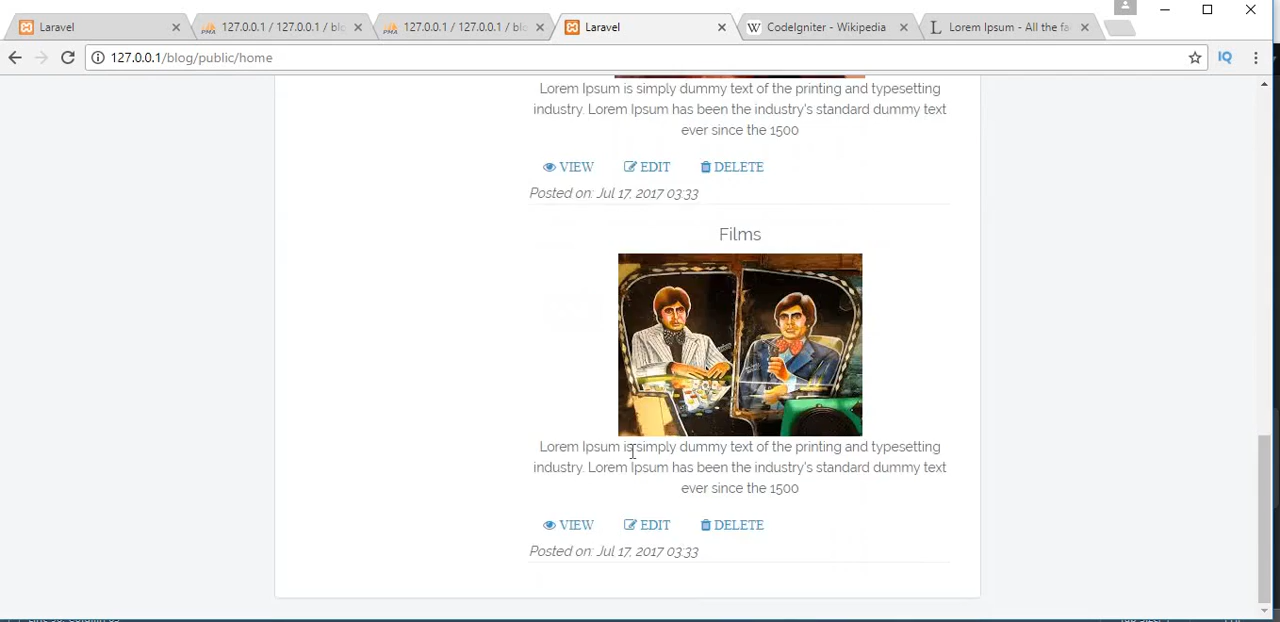 Laravel
127.0.0.1 / 127.0.0.1 / blo
127.0.0.1 / 127.0.0.1 / blo
Laravel
CodeIgniter - Wikipedia
Lorem Ipsum - All the fa
127.0.0.1/blog/public/home
Lorem Ipsum is simply dummy text of the printing and typesetting
industry. Lorem Ipsum has been the industry's standard dummy text
ever since the 1500
VIEW EDIT DELETE
Posted on: Jul 17, 2017 03:33
Films
Lorem Ipsum is simply dummy text of the printing and typesetting
industry. Lorem Ipsum has been the industry's standard dummy text
ever since the 1500
VIEW EDIT DELETE
Posted on: Jul 17, 2017 03:33